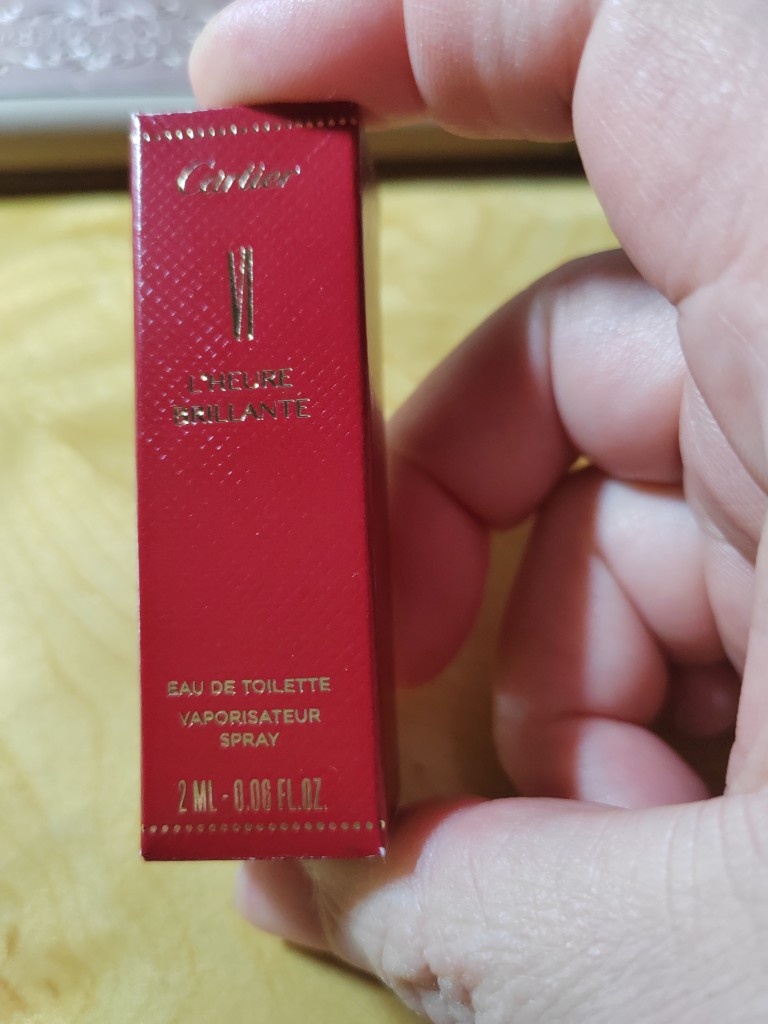 Cartier
VI
L'HEURE
BRILLANTE
EAU DE TOILETTE
VAPORISATEUR
SPRAY
2 ML - 0.06 FL.OZ.